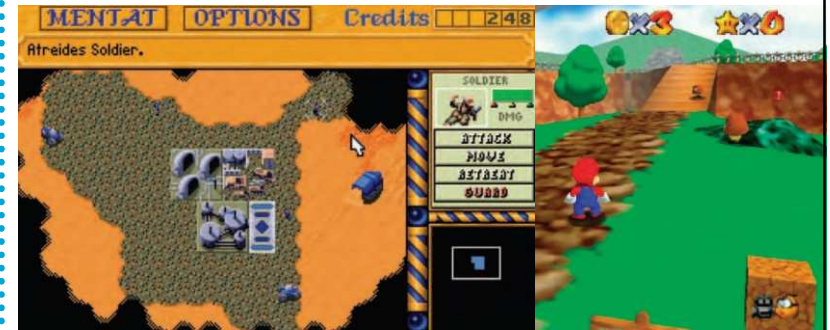 MENTAT OPTIONS Credits 248
Atreides Soldier.
SOLDIER
DMG
ATTACK
MOVE
RETREAT
GUARD
×3 ×0